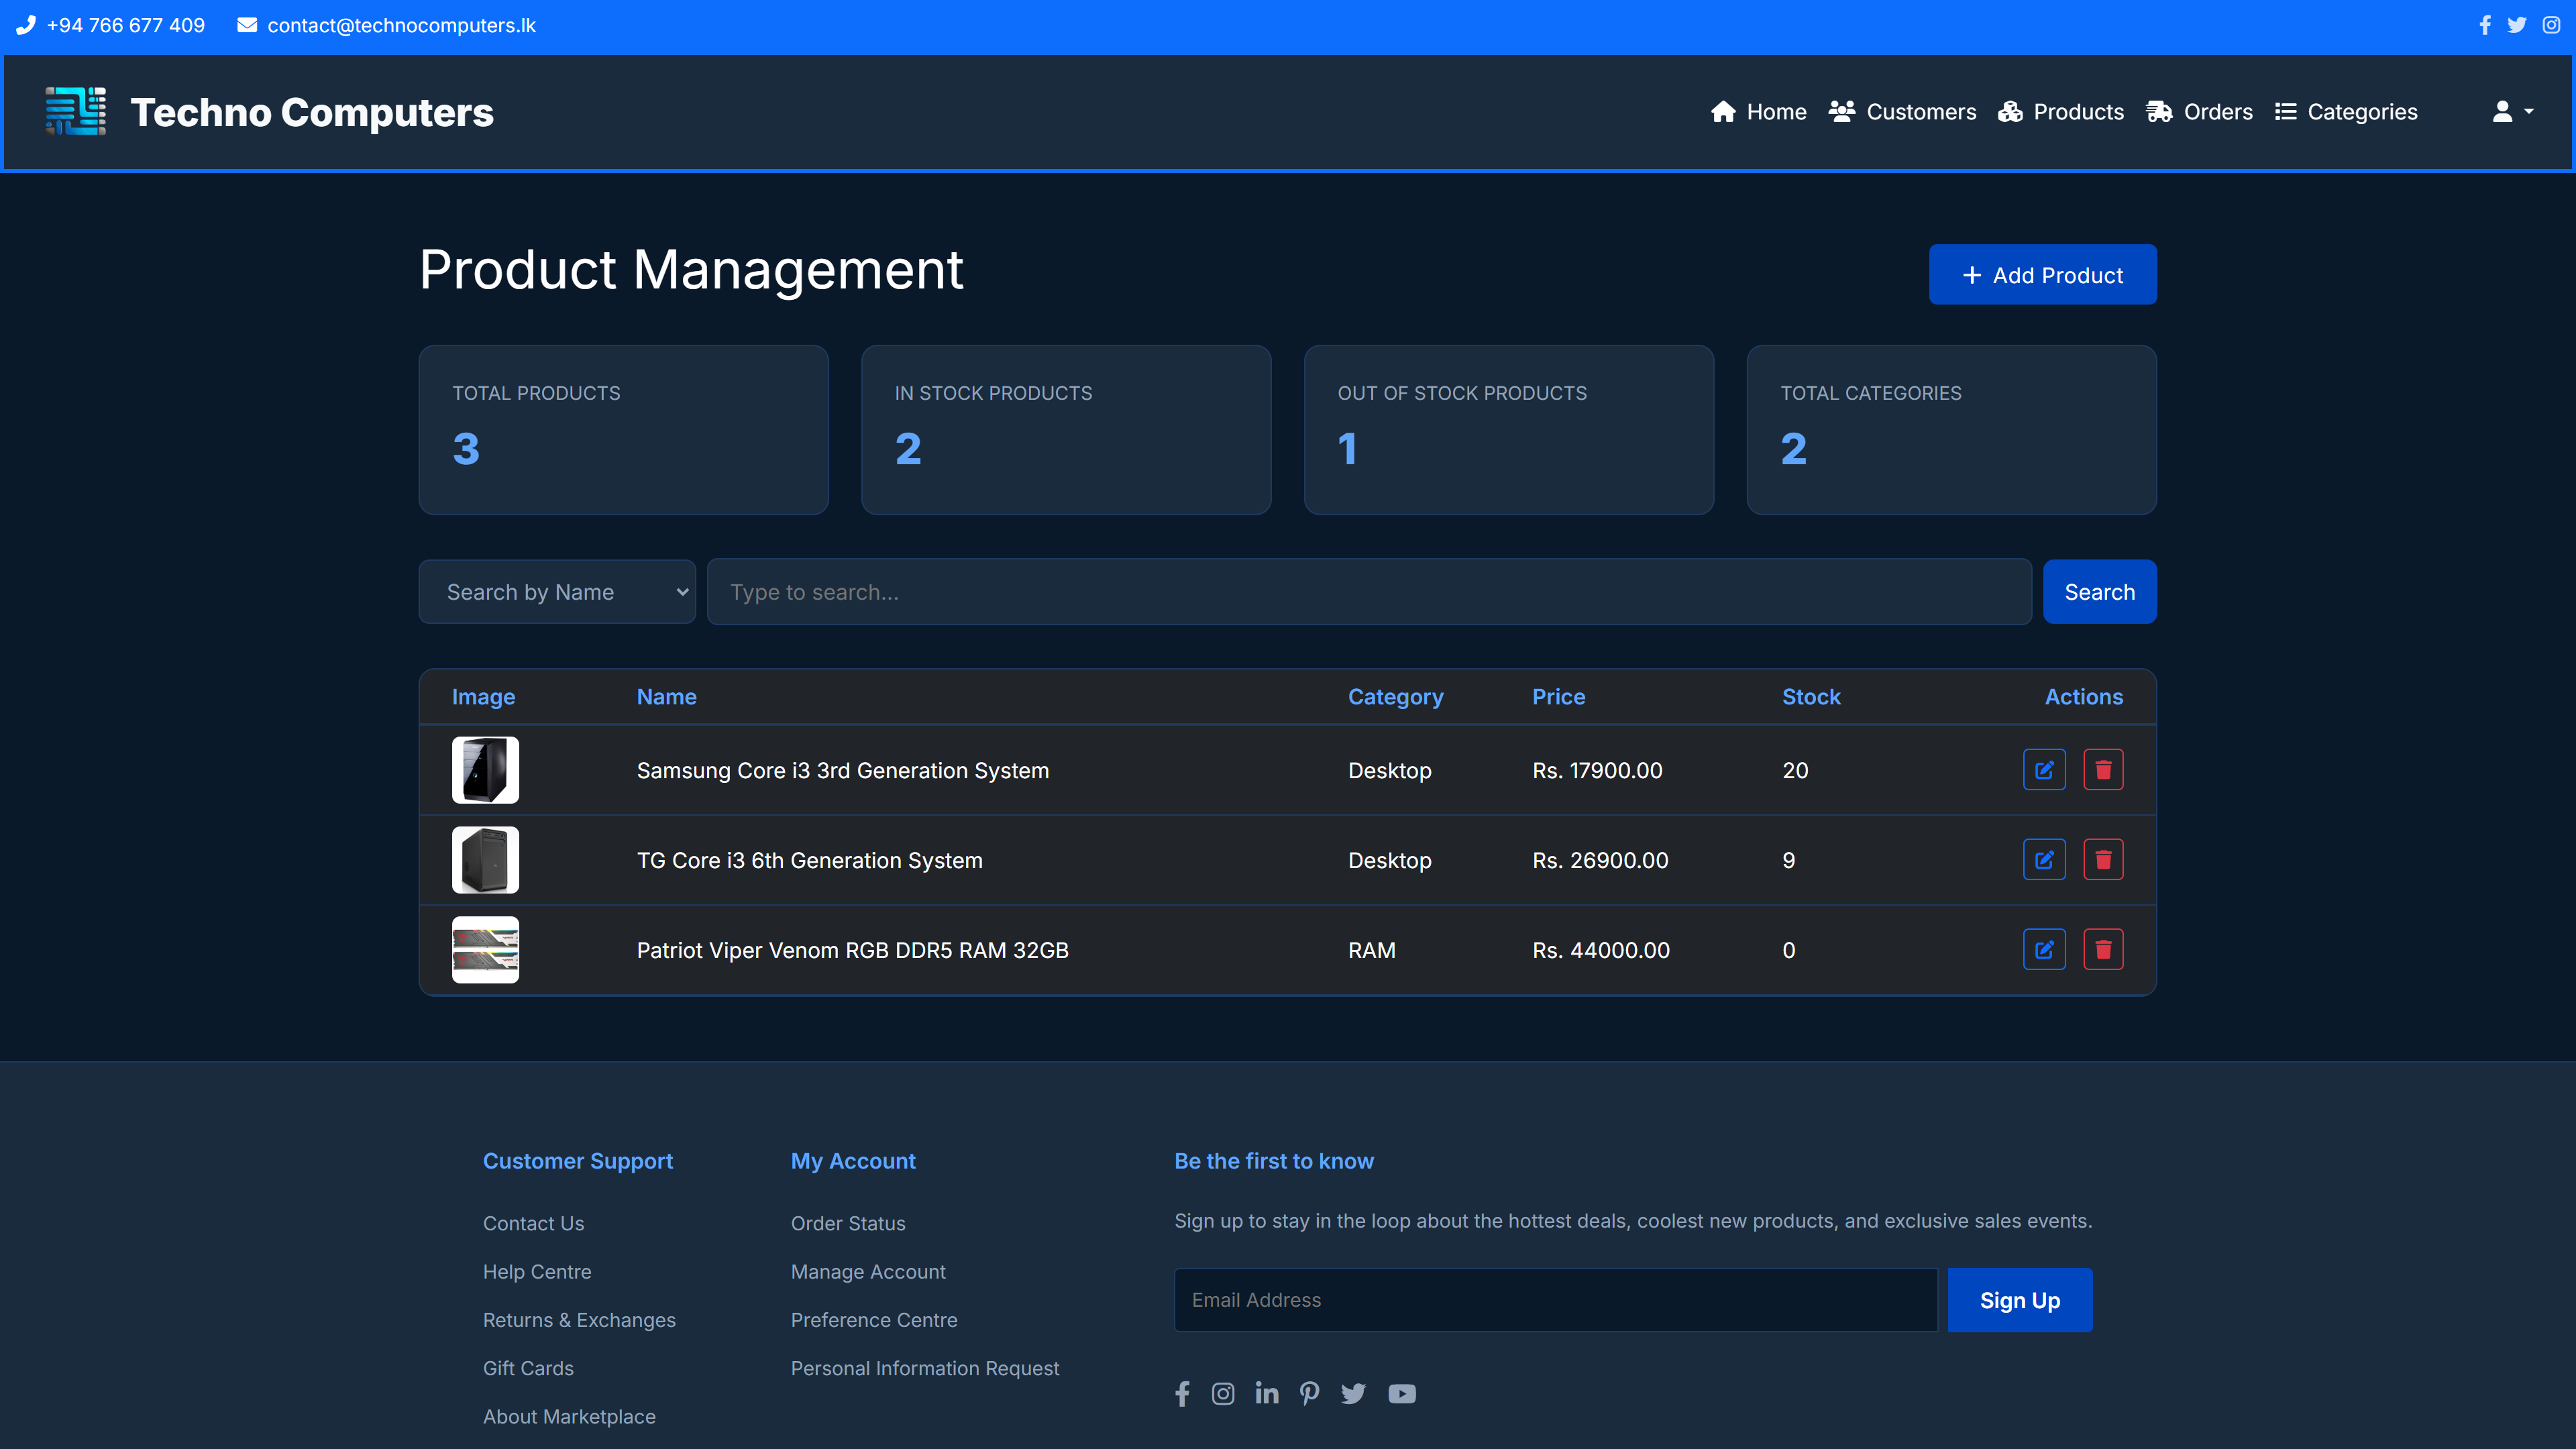 +94 766 677 409 contact@technocomputers.lk
Techno Computers Home Customers Products Orders Categories
Product Management + Add Product
TOTAL PRODUCTS IN STOCK PRODUCTS OUT OF STOCK PRODUCTS TOTAL CATEGORIES
3 2 1 2
Search by Name Type to search... Search
Image Name Category Price Stock Actions
Samsung Core i3 3rd Generation System Desktop Rs. 17900.00 20
TG Core i3 6th Generation System Desktop Rs. 26900.00 9
Patriot Viper Venom RGB DDR5 RAM 32GB RAM Rs. 44000.00 0
Customer Support My Account Be the first to know
Contact Us Order Status Sign up to stay in the loop about the hottest deals, coolest new products, and exclusive sales events.
Help Centre Manage Account
Email Address Sign Up
Returns & Exchanges Preference Centre
Gift Cards Personal Information Request
About Marketplace